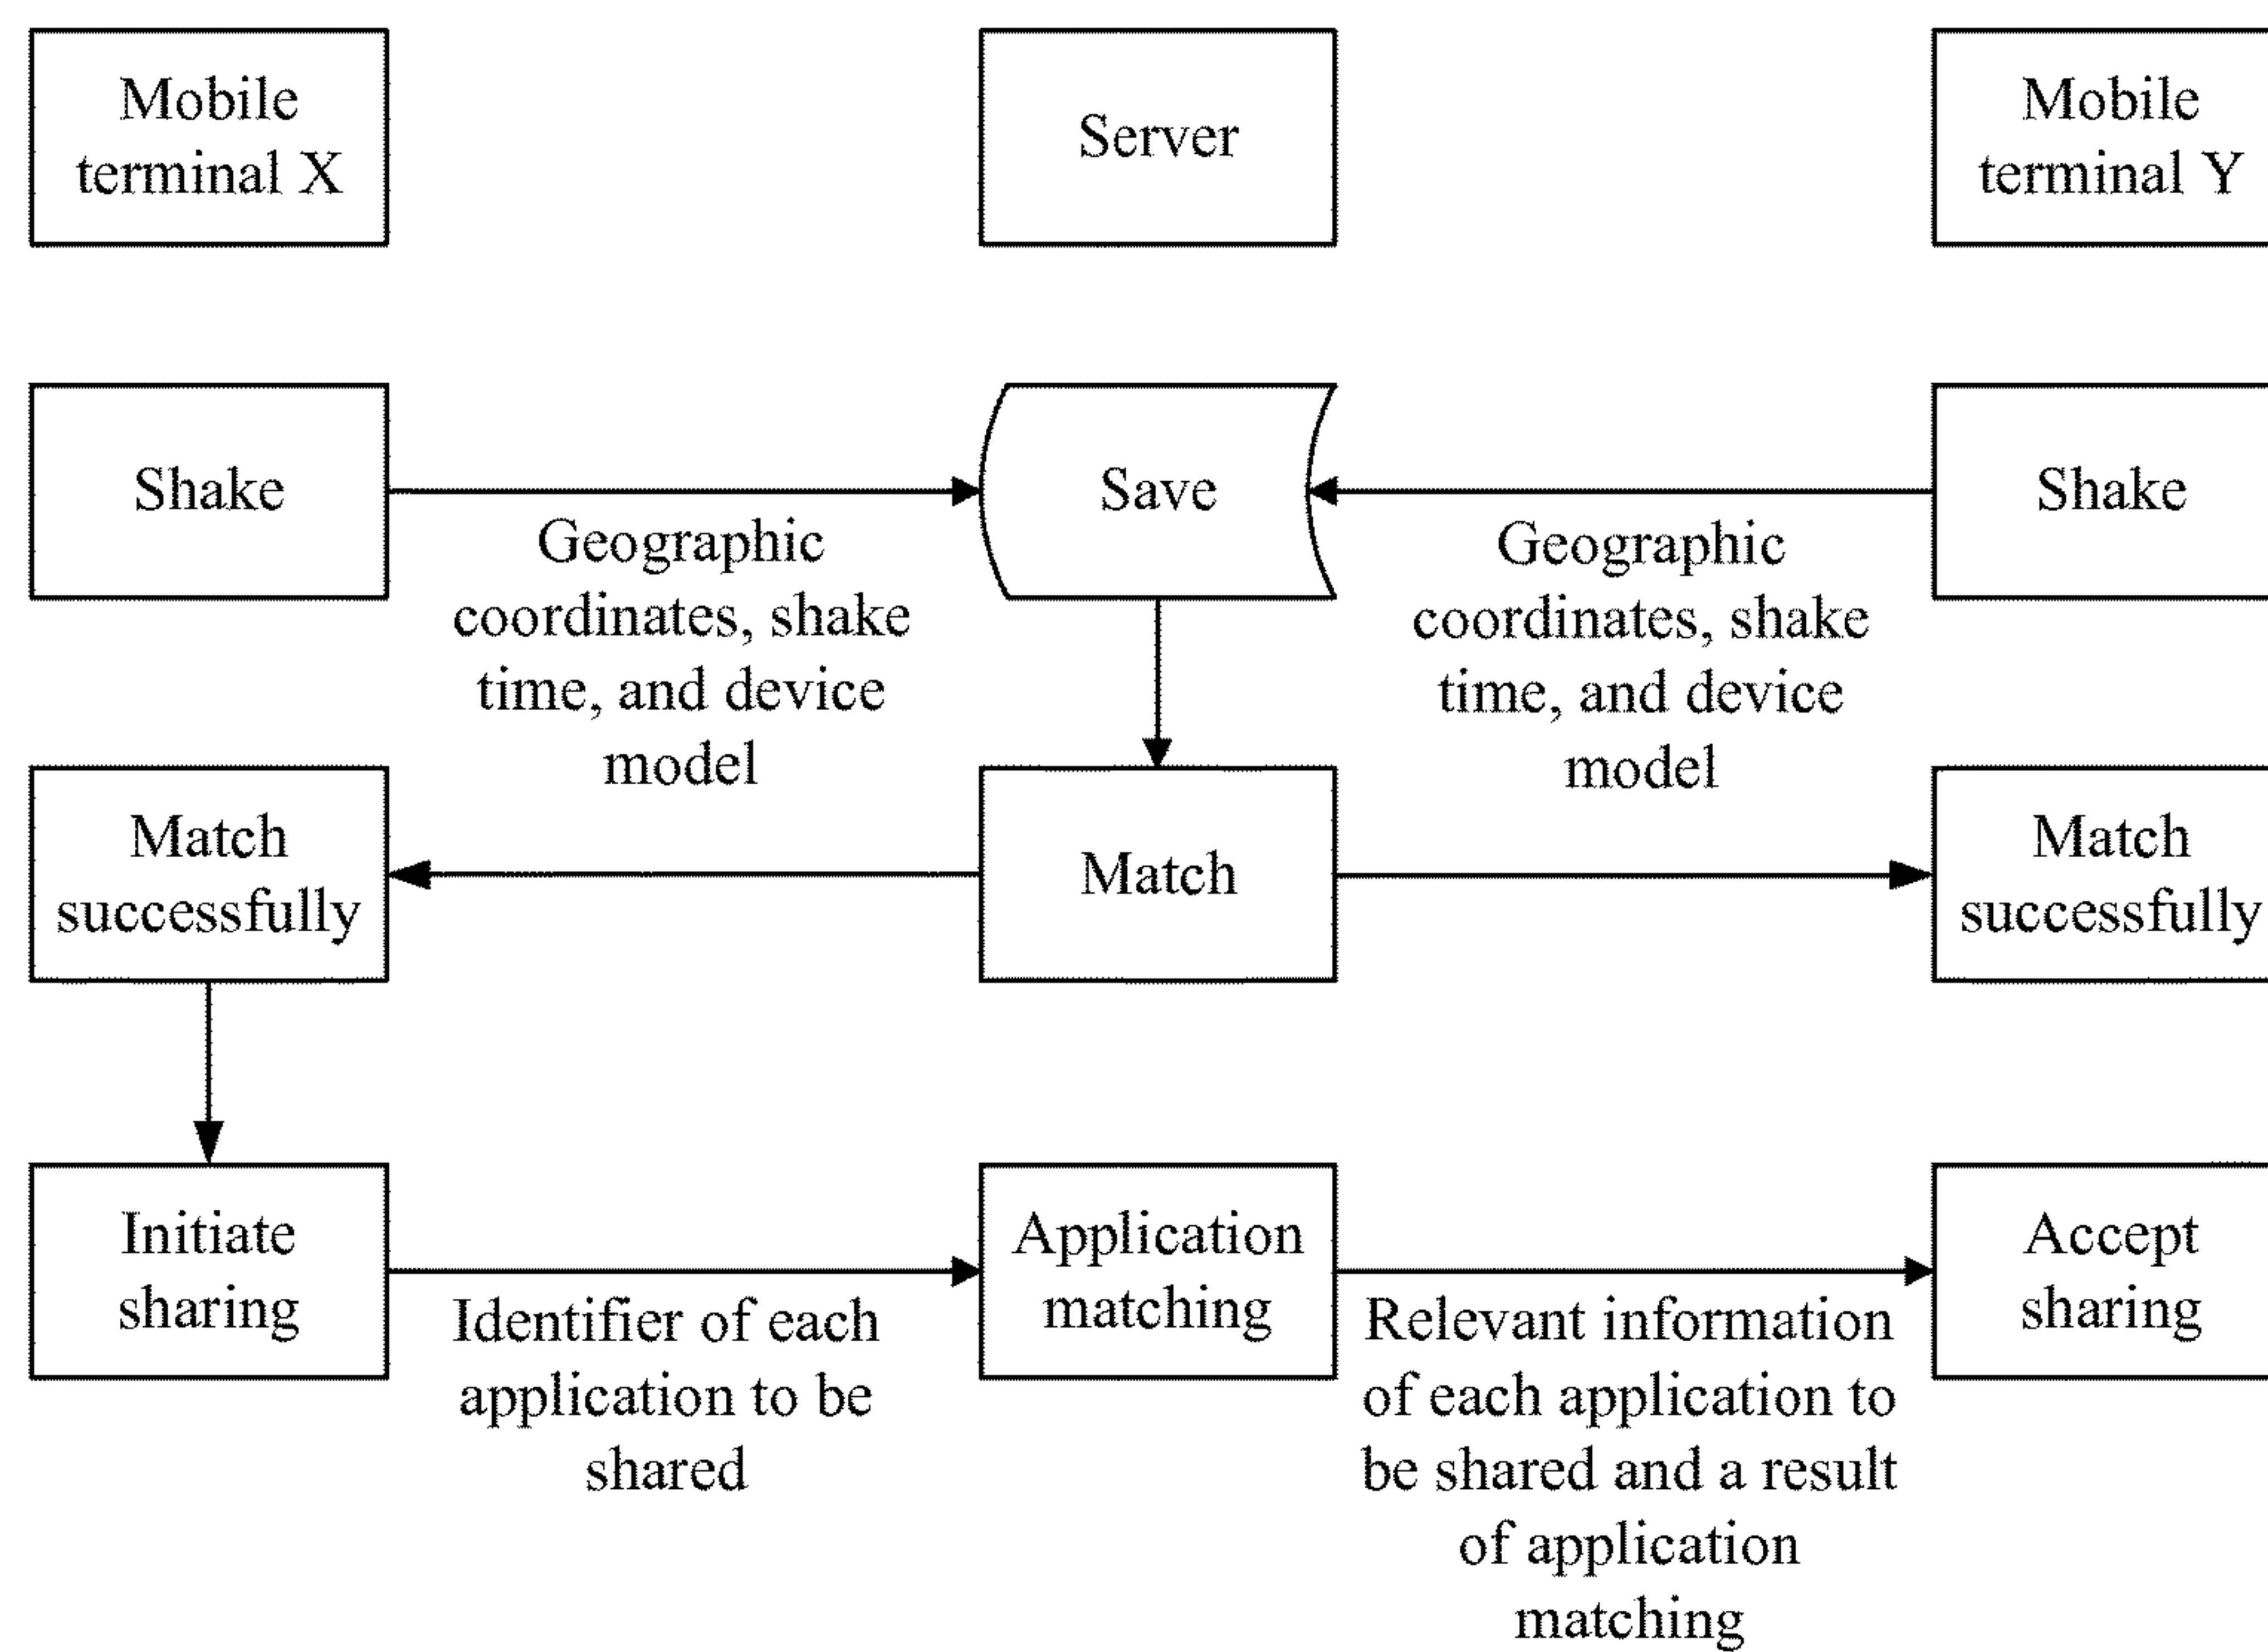 Mobile
terminal X
Server
Mobile
terminal Y
Shake
Geographic
coordinates, shake
time, and device
model
Save
Geographic
coordinates, shake
time, and device
model
Shake
Match
successfully
Match
Match
successfully
Initiate
sharing
Identifier of each
application to be
shared
Application
matching
Relevant information
of each application to
be shared and a result
of application
matching
Accept
sharing